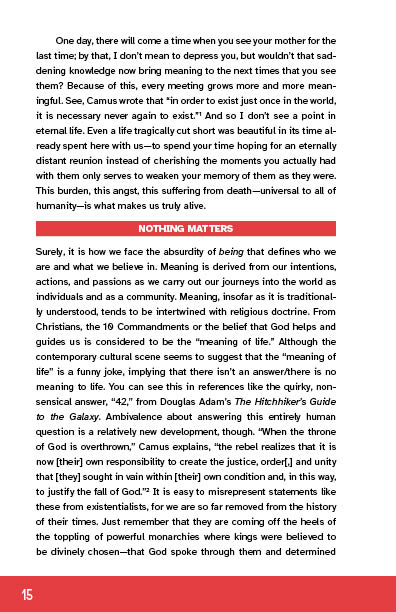 One day, there will come a time when you see your mother for the
last time; by that, I don't mean to depress you, but wouldn't that sad-
dening knowledge now bring meaning to the next times that you see
them? Because of this, every meeting grows more and more mean-
ingful. See, Camus wrote that “in order to exist just once in the world,
it is necessary never again to exist.”¹ And so I don't see a point in
eternal life. Even a life tragically cut short was beautiful in its time al-
ready spent here with us—to spend your time hoping for an eternally
distant reunion instead of cherishing the moments you actually had
with them only serves to weaken your memory of them as they were.
This burden, this angst, this suffering from death—universal to all of
humanity—is what makes us truly alive.
NOTHING MATTERS
Surely, it is how we face the absurdity of being that defines who we
are and what we believe in. Meaning is derived from our intentions,
actions, and passions as we carry out our journeys into the world as
individuals and as a community. Meaning, insofar as it is traditional-
ly understood, tends to be intertwined with religious doctrine. From
Christians, the 10 Commandments or the belief that God helps and
guides us is considered to be the “meaning of life.” Although the
contemporary cultural scene seems to suggest that the “meaning of
life” is a funny joke, implying that there isn't an answer/there is no
meaning to life. You can see this in references like the quirky, non-
sensical answer, “42,” from Douglas Adam's The Hitchhiker's Guide
to the Galaxy. Ambivalence about answering this entirely human
question is a relatively new development, though. “When the throne
of God is overthrown,” Camus explains, “the rebel realizes that it is
now [their] own responsibility to create the justice, order[,] and unity
that [they] sought in vain within [their] own condition and, in this way,
to justify the fall of God.”² It is easy to misrepresent statements like
these from existentialists, for we are so far removed from the history
of their times. Just remember that they are coming off the heels of
the toppling of powerful monarchies where kings were believed to
be divinely chosen—that God spoke through them and determined
15